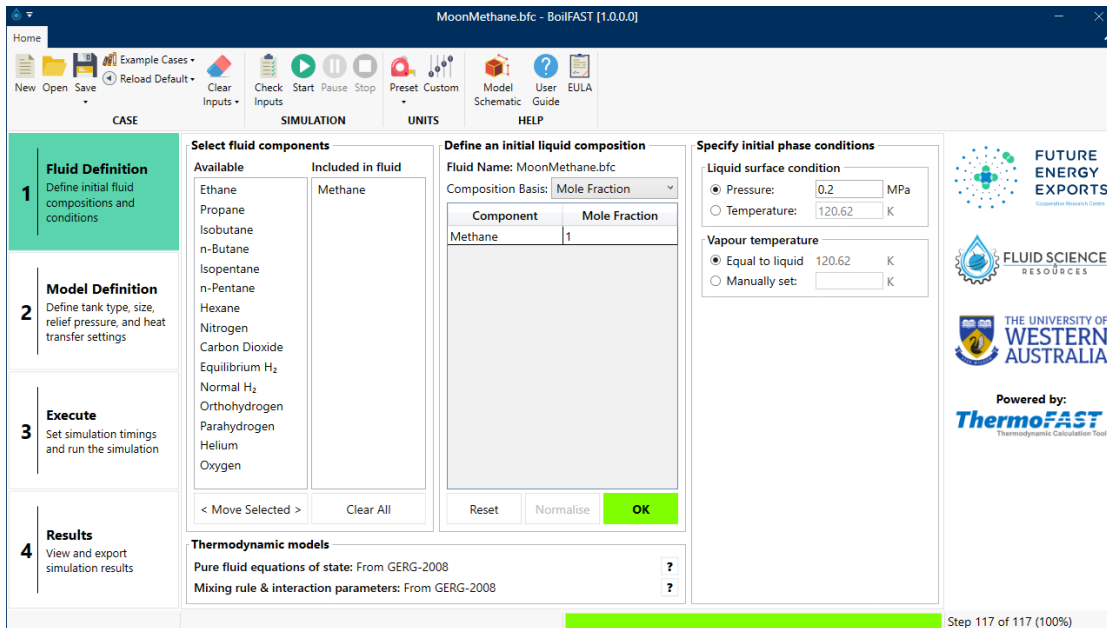 MoonMethane.bfc - BoilFAST [1.0.0.0]
Home
New
Open
Save
Example Cases
Reload Default
Clear
Inputs
CASE
Check
Inputs
Start
Pause
Stop
SIMULATION
Preset
Custom
UNITS
Model
Schematic
User
Guide
EULA
HELP
1
Fluid Definition
Define initial fluid
compositions and
conditions
2
Model Definition
Define tank type, size,
relief pressure, and heat
transfer settings
3
Execute
Set simulation timings
and run the simulation
4
Results
View and export
simulation results
Select fluid components
Available
Included in fluid
Ethane
Propane
Isobutane
n-Butane
Isopentane
n-Pentane
Hexane
Nitrogen
Carbon Dioxide
Equilibrium H₂
Normal H₂
Orthohydrogen
Parahydrogen
Helium
Oxygen
Methane
< Move Selected >
Clear All
Define an initial liquid composition
Fluid Name: MoonMethane.bfc
Composition Basis: Mole Fraction
Component Mole Fraction
Methane 1
Reset
Normalise
OK
Thermodynamic models
Pure fluid equations of state: From GERG-2008 ?
Mixing rule & interaction parameters: From GERG-2008 ?
Specify initial phase conditions
Liquid surface condition
Pressure: 0.2 MPa
Temperature: 120.62 K
Vapour temperature
Equal to liquid 120.62 K
Manually set: K
FUTURE
ENERGY
EXPORTS
Cooperative Research Centre
FLUID SCIENCE
& RESOURCES
THE UNIVERSITY OF
WESTERN
AUSTRALIA
Powered by:
ThermoFAST
Thermodynamic Calculation Tool
Step 117 of 117 (100%)